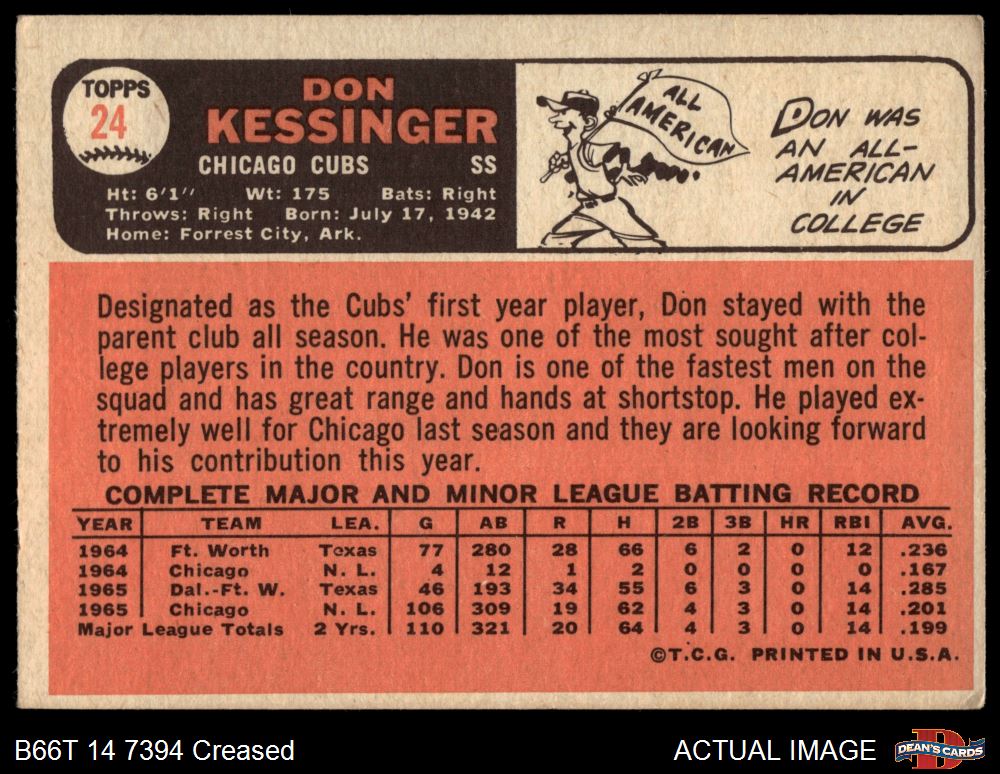 TOPPS
24
DON
KESSINGER
CHICAGO CUBS SS
Ht: 6'1" Wt: 175 Bats: Right
Throws: Right Born: July 17, 1942
Home: Forrest City, Ark.
ALL
AMERICAN
DON WAS
AN ALL-
AMERICAN
IN
COLLEGE
Designated as the Cubs' first year player, Don stayed with the
parent club all season. He was one of the most sought after col-
lege players in the country. Don is one of the fastest men on the
squad and has great range and hands at shortstop. He played ex-
tremely well for Chicago last season and they are looking forward
to his contribution this year.
COMPLETE MAJOR AND MINOR LEAGUE BATTING RECORD
YEAR TEAM LEA. G AB R H 2B 3B HR RBI AVG.
1964 Ft. Worth Texas 77 280 28 66 6 2 0 12 .236
1964 Chicago N. L. 4 12 1 2 0 0 0 0 .167
1965 Dal.-Ft. W. Texas 46 193 34 55 6 3 0 14 .285
1965 Chicago N. L. 106 309 19 62 4 3 0 14 .201
Major League Totals 2 Yrs. 110 321 20 64 4 3 0 14 .199
©T.C.G. PRINTED IN U.S.A.
B66T 14 7394 Creased
ACTUAL IMAGE
D
DEAN'S CARDS